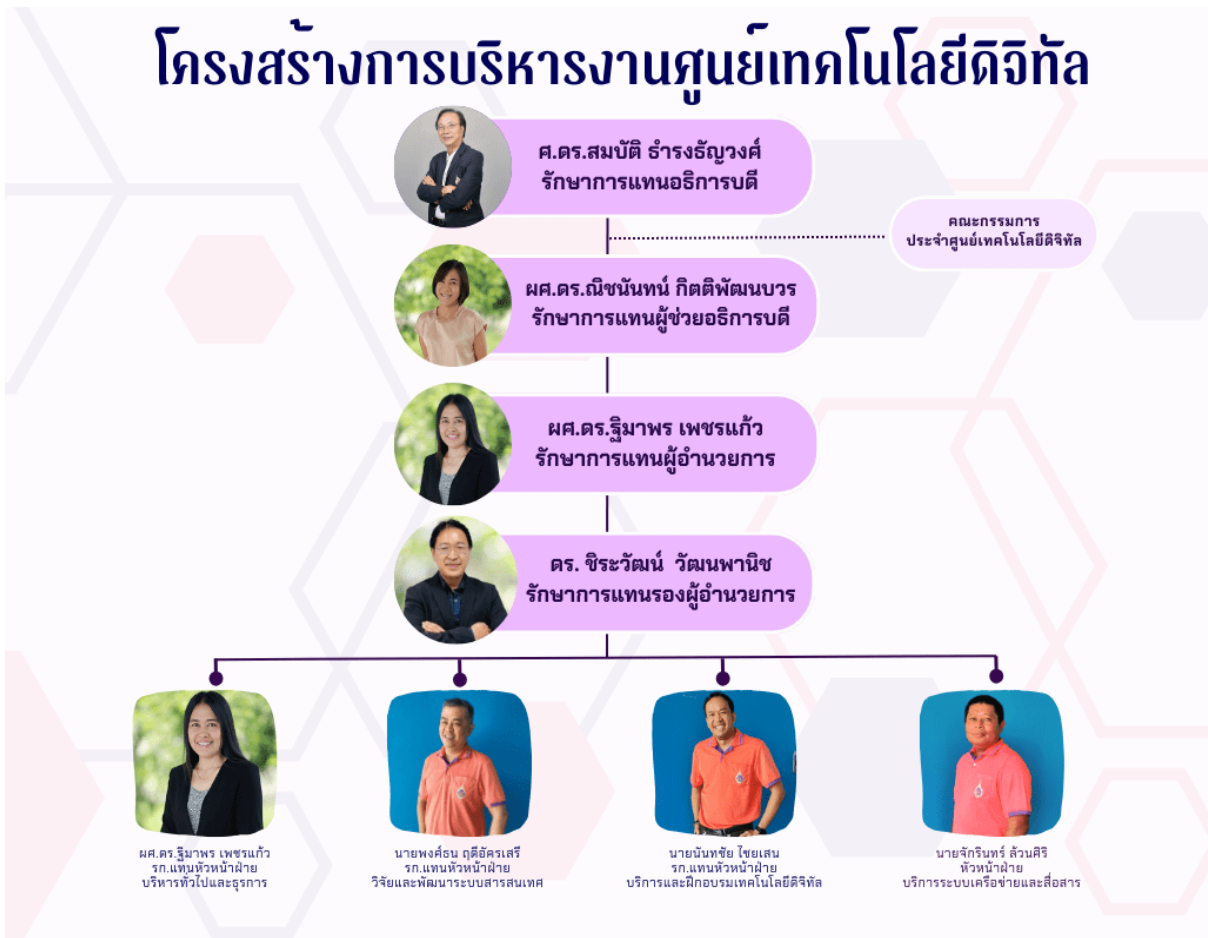 โครงสร้างการบริหารงานศูนย์เทคโนโลยีดิจิทัล
ศ.ดร.สมบัติ ธำรงธัญวงศ์
รักษาการแทนอธิการบดี
คณะกรรมการ
ประจำศูนย์เทคโนโลยีดิจิทัล
ผศ.ดร.ณิชนันทน์ กิตติพัฒนบวร
รักษาการแทนผู้ช่วยอธิการบดี
ผศ.ดร.ฐิมาพร เพชรแก้ว
รักษาการแทนผู้อำนวยการ
ดร. ชิระวัฒน์ วัฒนพานิช
รักษาการแทนรองผู้อำนวยการ
ผศ.ดร.ฐิมาพร เพชรแก้ว
รก.แทนหัวหน้าฝ่าย
บริหารทั่วไปและธุรการ
นายพงศ์ธน ฤดีอัครเสรี
รก.แทนหัวหน้าฝ่าย
วิจัยและพัฒนาระบบสารสนเทศ
นายนันทชัย ไชยเสน
รก.แทนหัวหน้าฝ่าย
บริการและฝึกอบรมเทคโนโลยีดิจิทัล
นายจักรินทร์ ล้วนศิริ
หัวหน้าฝ่าย
บริการระบบเครือข่ายและสื่อสาร